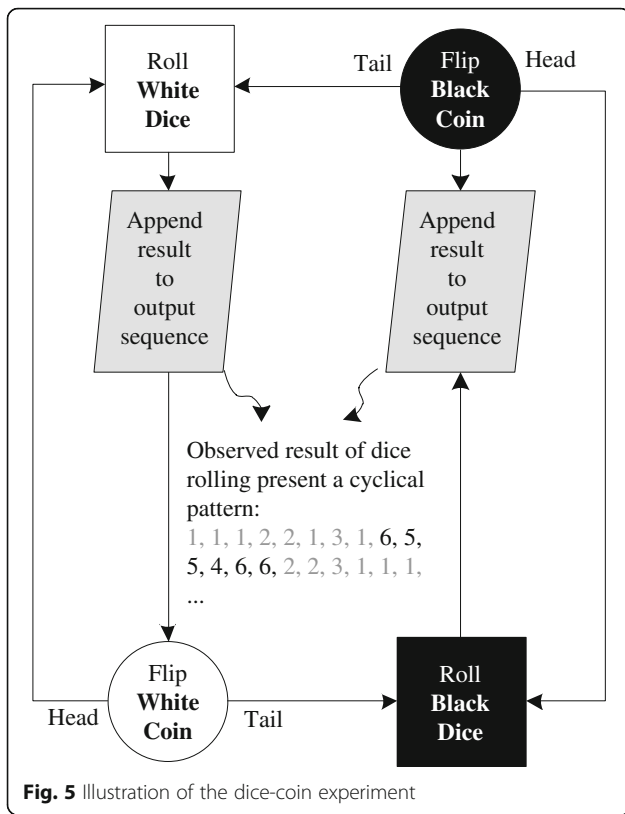 Roll
White
Dice
Tail
Flip
Black
Coin
Head
Append
result
to
output
sequence
Append
result
to
output
sequence
Observed result of dice
rolling present a cyclical
pattern:
1, 1, 1, 2, 2, 1, 3, 1, 6, 5,
5, 4, 6, 6, 2, 2, 3, 1, 1, 1,
...
Head
Flip
White
Coin
Tail
Roll
Black
Dice
Fig. 5 Illustration of the dice-coin experiment